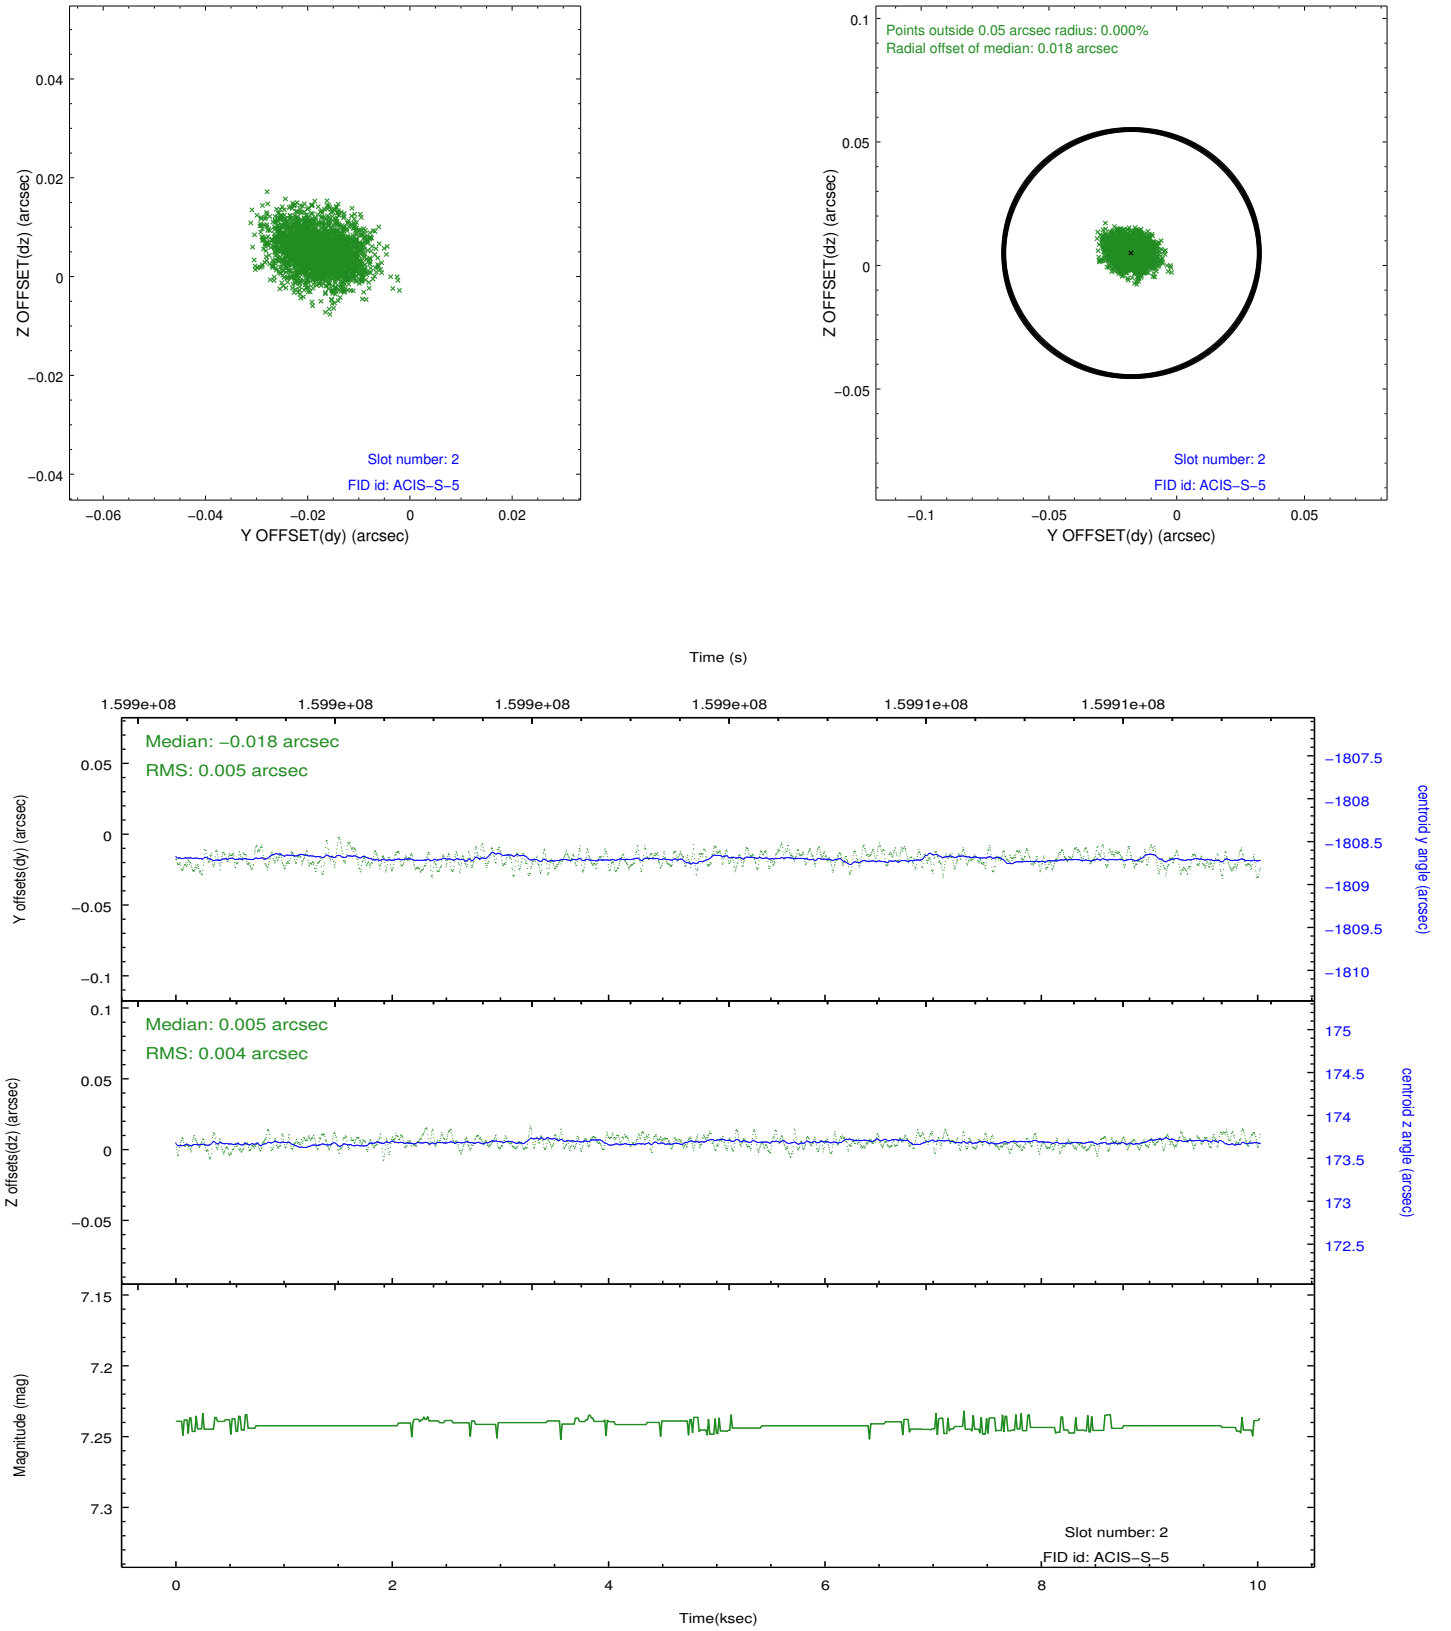 0.04
0.02
0
−0.02
−0.04
Z OFFSET(dz) (arcsec)
Slot number: 2
FID id: ACIS−S−5
−0.06
−0.04
−0.02
0
0.02
Y OFFSET(dy) (arcsec)
Points outside 0.05 arcsec radius: 0.000%
Radial offset of median: 0.018 arcsec
0.1
0.05
0
−0.05
Z OFFSET(dz) (arcsec)
Slot number: 2
FID id: ACIS−S−5
−0.1
−0.05
0
0.05
Y OFFSET(dy) (arcsec)
Time (s)
1.599e+08
1.599e+08
1.599e+08
1.599e+08
1.5991e+08
1.5991e+08
Median: −0.018 arcsec
RMS: 0.005 arcsec
0.05
0
−0.05
−0.1
Y offsets(dy) (arcsec)
−1807.5
−1808
−1808.5
−1809
−1809.5
−1810
centroid y angle (arcsec)
Median: 0.005 arcsec
RMS: 0.004 arcsec
0.1
0.05
0
−0.05
Z offsets(dz) (arcsec)
175
174.5
174
173.5
173
172.5
centroid z angle (arcsec)
7.15
7.2
7.25
7.3
Magnitude (mag)
Slot number: 2
FID id: ACIS−S−5
0
2
4
6
8
10
Time(ksec)